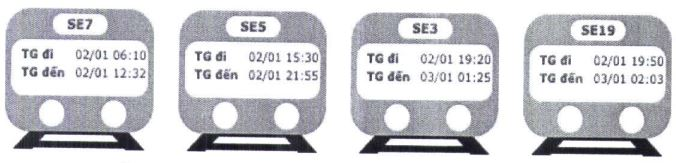 SE7
TG đi 02/01 06:10
TG đến 02/01 12:32
SE5
TG đi 02/01 15:30
TG đến 02/01 21:55
SE3
TG đi 02/01 19:20
TG đến 03/01 01:25
SE19
TG đi 02/01 19:50
TG đến 03/01 02:03